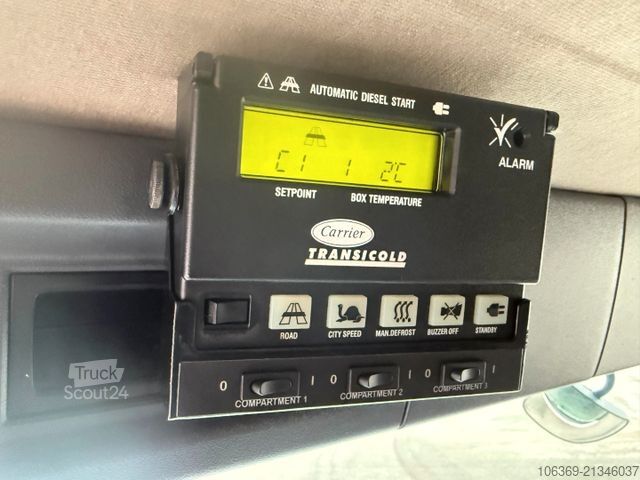 AUTOMATIC DIESEL START
ALARM
C1 1 2°C
SETPOINT BOX TEMPERATURE
Carrier
TRANSICOLD
ROAD CITY SPEED MAN.DEFROST BUZZER OFF STANDBY
0 I 0 I 0 I
COMPARTMENT 1 COMPARTMENT 2 COMPARTMENT 3
Truck
Scout24
106369-21346037